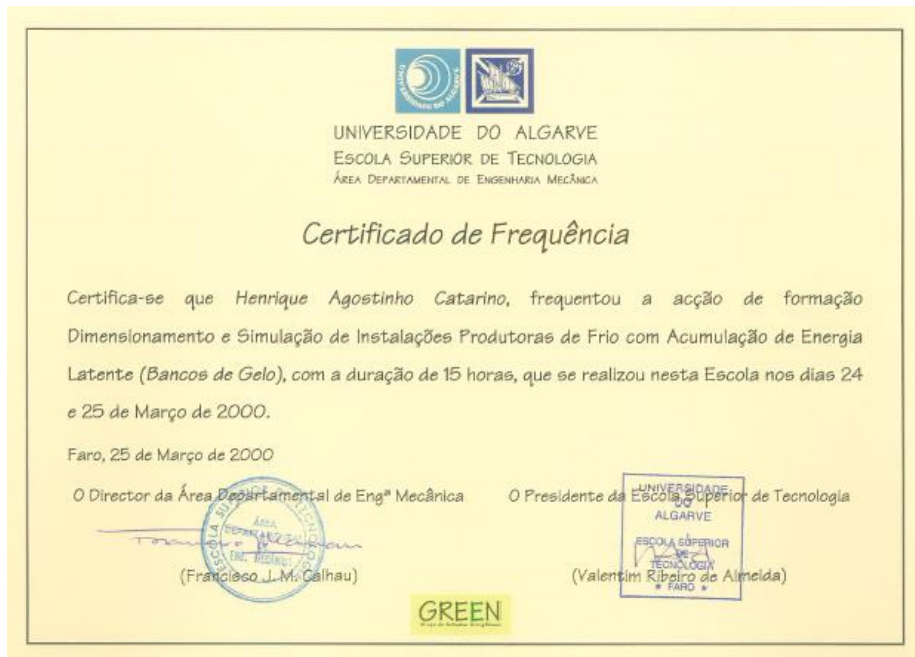 UNIVERSIDADE DO ALGARVE
ESCOLA SUPERIOR DE TECNOLOGIA
ÁREA DEPARTAMENTAL DE ENGENHARIA MECÂNICA
Certificado de Frequência
Certifica-se que Henrique Agostinho Catarino, frequentou a acção de formação
Dimensionamento e Simulação de Instalações Produtoras de Frio com Acumulação de Energia
Latente (Bancos de Gelo), com a duração de 15 horas, que se realizou nesta Escola nos dias 24
e 25 de Março de 2000.
Faro, 25 de Março de 2000
O Director da Área Departamental de Engª Mecânica
O Presidente da Escola Superior de Tecnologia
UNIVERSIDADE
DO
ALGARVE
ESCOLA SUPERIOR
DE
TECNOLOGIA
★ FARO ★
(Francisco J. M. Calhau)
(Valentim Ribeiro de Almeida)
GREEN